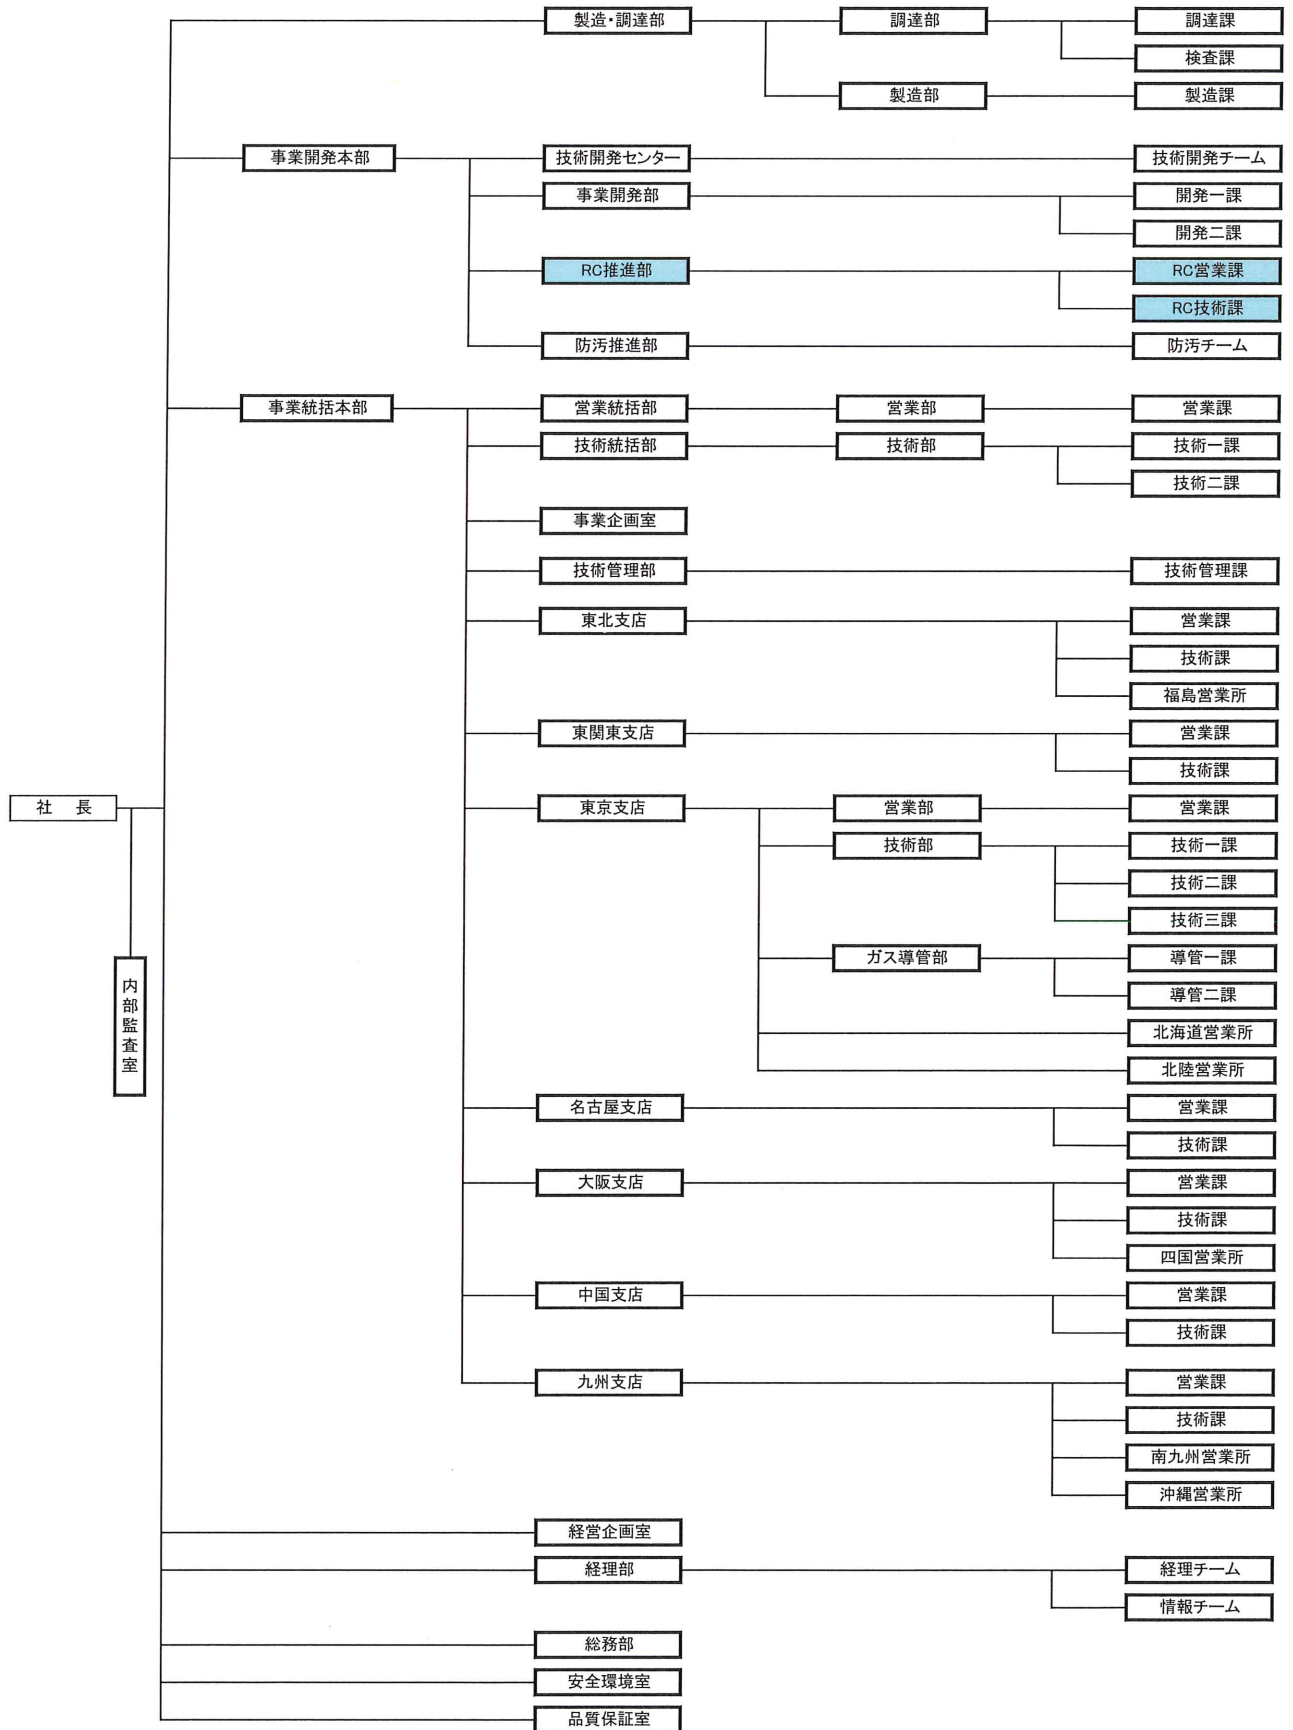 製造・調達部 調達部 調達課
検査課
製造部 製造課
事業開発本部 技術開発センター 技術開発チーム
事業開発部 開発一課
開発二課
RC推進部 RC営業課
RC技術課
防汚推進部 防汚チーム
事業統括本部 営業統括部 営業部 営業課
技術統括部 技術部 技術一課
技術二課
事業企画室
技術管理部 技術管理課
東北支店 営業課
技術課
福島営業所
東関東支店 営業課
技術課
社 長 東京支店 営業部 営業課
技術部 技術一課
技術二課
技術三課
ガス導管部 導管一課
導管二課
内部監査室
北海道営業所
北陸営業所
名古屋支店 営業課
技術課
大阪支店 営業課
技術課
四国営業所
中国支店 営業課
技術課
九州支店 営業課
技術課
南九州営業所
沖縄営業所
経営企画室
経理部 経理チーム
情報チーム
総務部
安全環境室
品質保証室